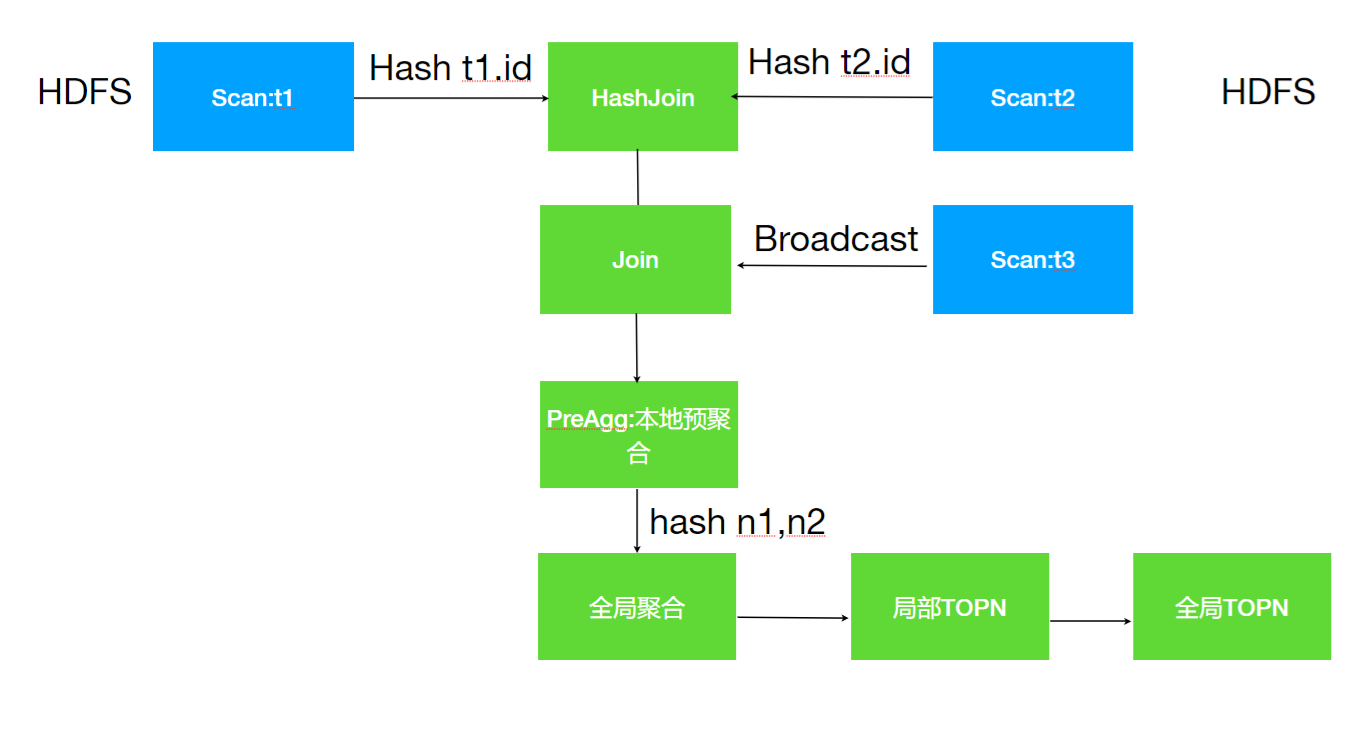 HDFS
Scan:t1
Hash t1.id
HashJoin
Hash t2.id
Scan:t2
HDFS
Join
Broadcast
Scan:t3
PreAgg:本地预聚
合
hash n1,n2
全局聚合
局部TOPN
全局TOPN